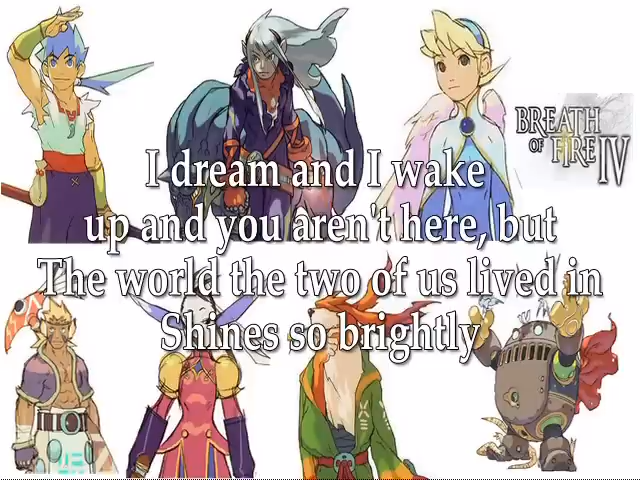 BREATH
OF FIRE IV
I dream and I wake
up and you aren't here, but
The world the two of us lived in
Shines so brightly